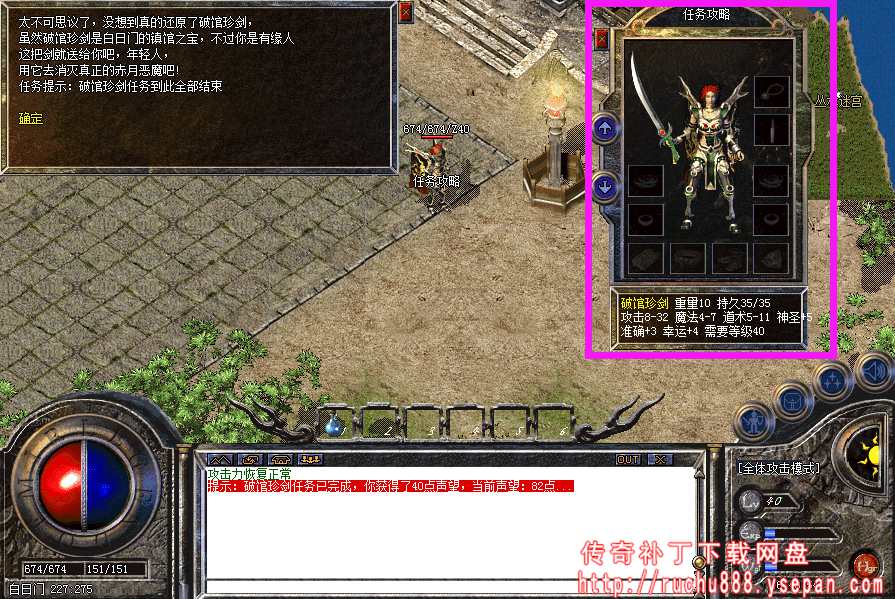 太不可思议了，没想到真的还原了破馆珍剑，
虽然破馆珍剑是白日门的镇馆之宝，不过你是有缘人
这把剑就送给你吧，年轻人，
用它去消灭真正的赤月恶魔吧！
任务提示：破馆珍剑任务到此全部结束
确定
任务攻略
674/674/Z40
任务攻略
丛林迷宫
破馆珍剑 重量10 持久35/35
攻击8-32 魔法4-7 道术5-11 神圣+5
准确+3 幸运+4 需要等级40
OUT
攻击力恢复正常
提示：破馆珍剑任务已完成，你获得了40点声望，当前声望：82点...
[全体攻击模式]
Lv 40
Exp
674/674 151/151
白日门 227:275
传奇补丁下载网盘
http://ruohu888.ysepan.com